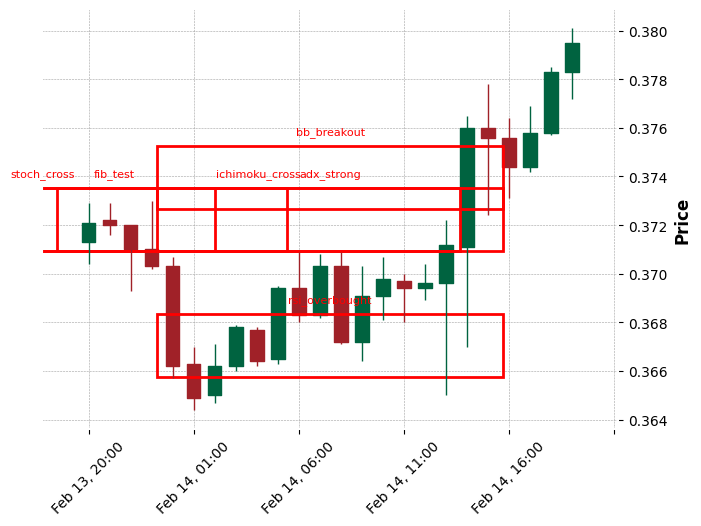 0.380
0.378
bb_breakout
0.376
stoch_cross
fib_test
ichimoku_cross
adx_strong
0.374
Price
0.372
0.370
0.368
0.366
0.364
Feb 13, 20:00
Feb 14, 01:00
Feb 14, 06:00
Feb 14, 11:00
Feb 14, 16:00